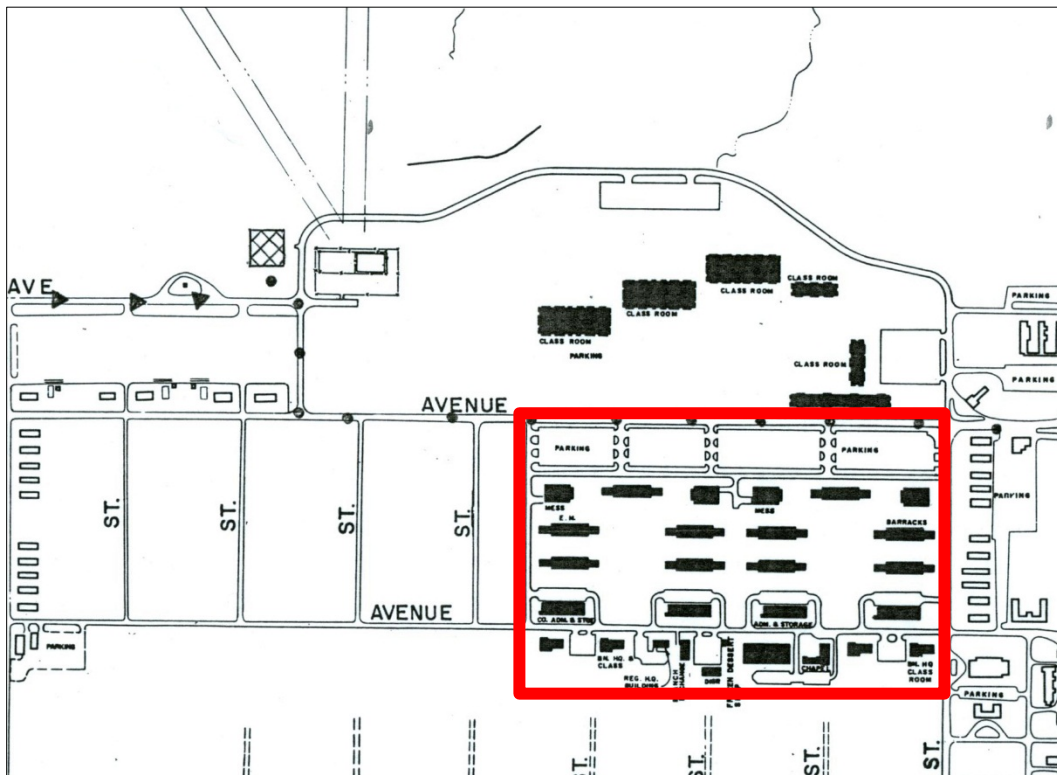 AVE
CLASS ROOM
CLASS ROOM
CLASS ROOM
CLASS ROOM
PARKING
PARKING
CLASS ROOM
PARKING
AVENUE
PARKING
PARKING
PARKING
MESS
E. M.
MESS
BARRACKS
ST.
ST.
ST.
ST.
AVENUE
CO. ADM. & STGE
ADM. & STORAGE
PARKING
BN. HQ. &
CLASS
REG. H.Q.
BUILDING
DISP
CHAPEL
BN. HQ
CLASS
ROOM
PARKING
ST.
ST.
ST.
ST.